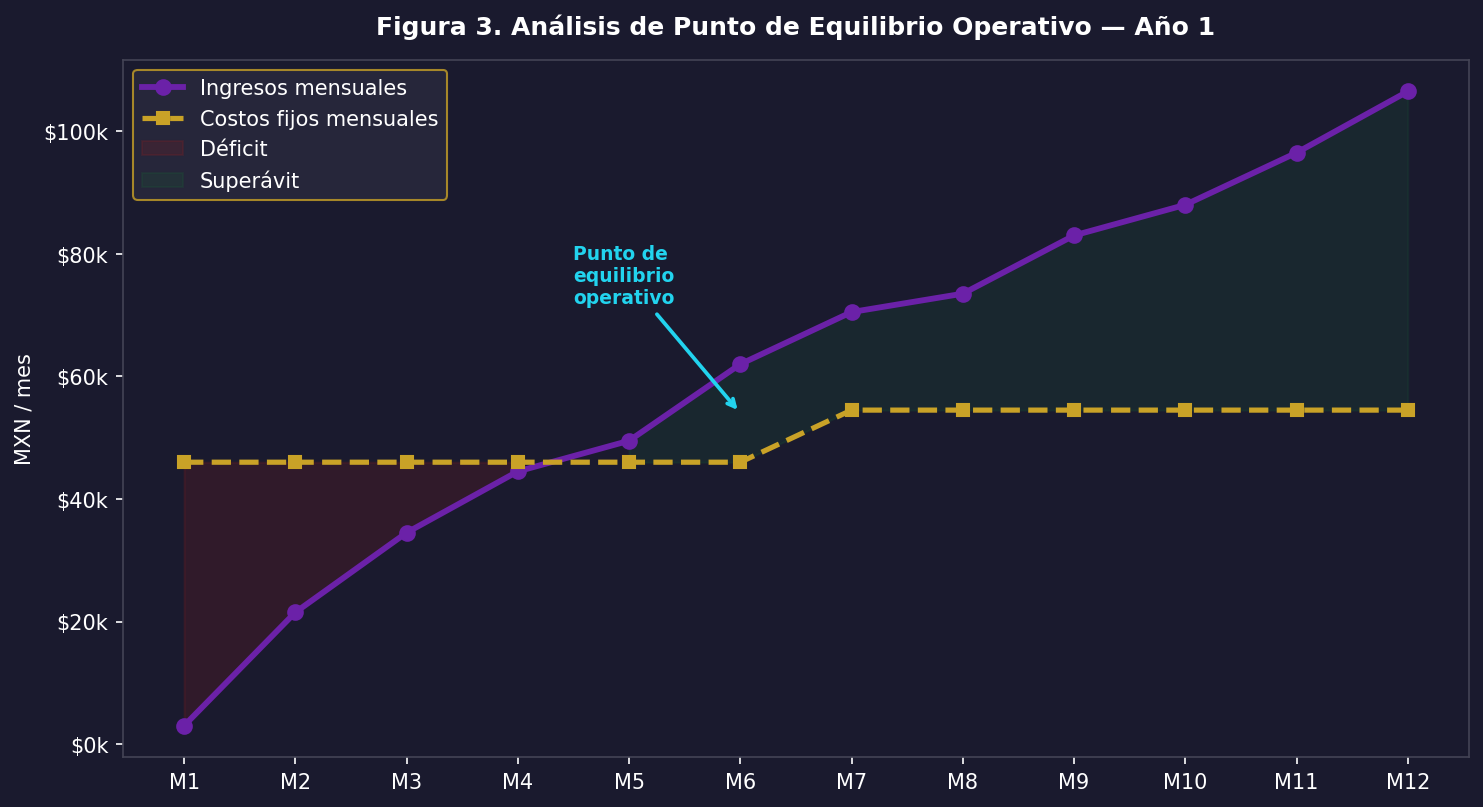 Figura 3. Análisis de Punto de Equilibrio Operativo — Año 1
Ingresos mensuales
Costos fijos mensuales
Déficit
Superávit
Punto de
equilibrio
operativo
MXN / mes
$100k
$80k
$60k
$40k
$20k
$0k
M1 M2 M3 M4 M5 M6 M7 M8 M9 M10 M11 M12